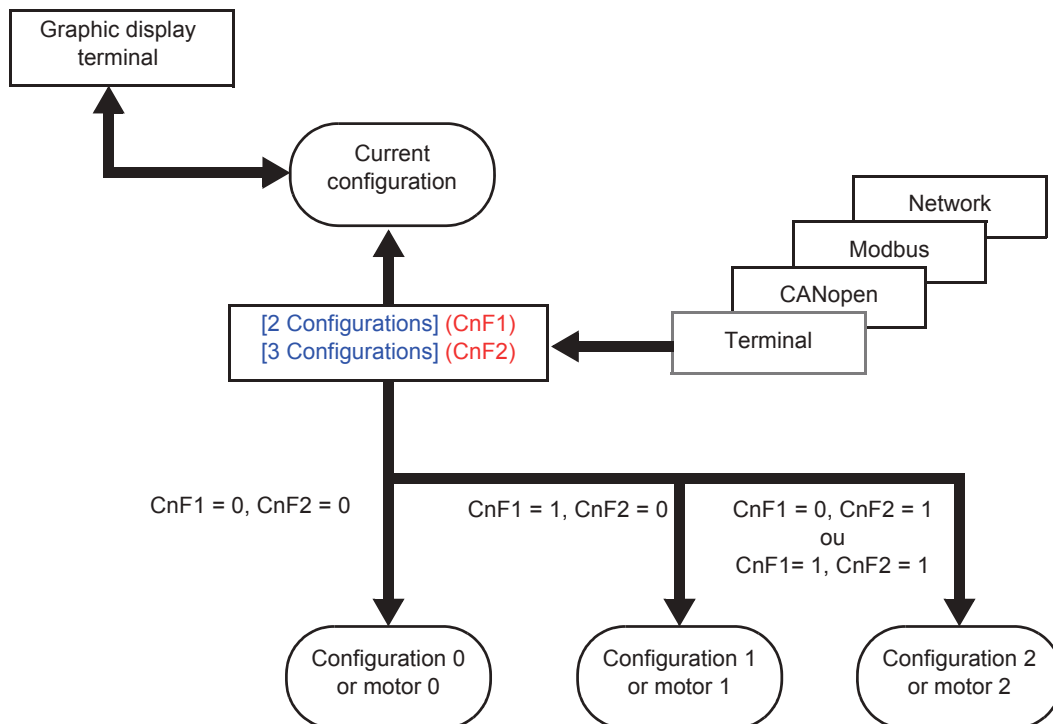 Graphic display
terminal
Current
configuration
Network
Modbus
CANopen
Terminal
[2 Configurations] (CnF1)
[3 Configurations] (CnF2)
CnF1 = 0, CnF2 = 0
CnF1 = 1, CnF2 = 0
CnF1 = 0, CnF2 = 1
ou
CnF1= 1, CnF2 = 1
Configuration 0
or motor 0
Configuration 1
or motor 1
Configuration 2
or motor 2